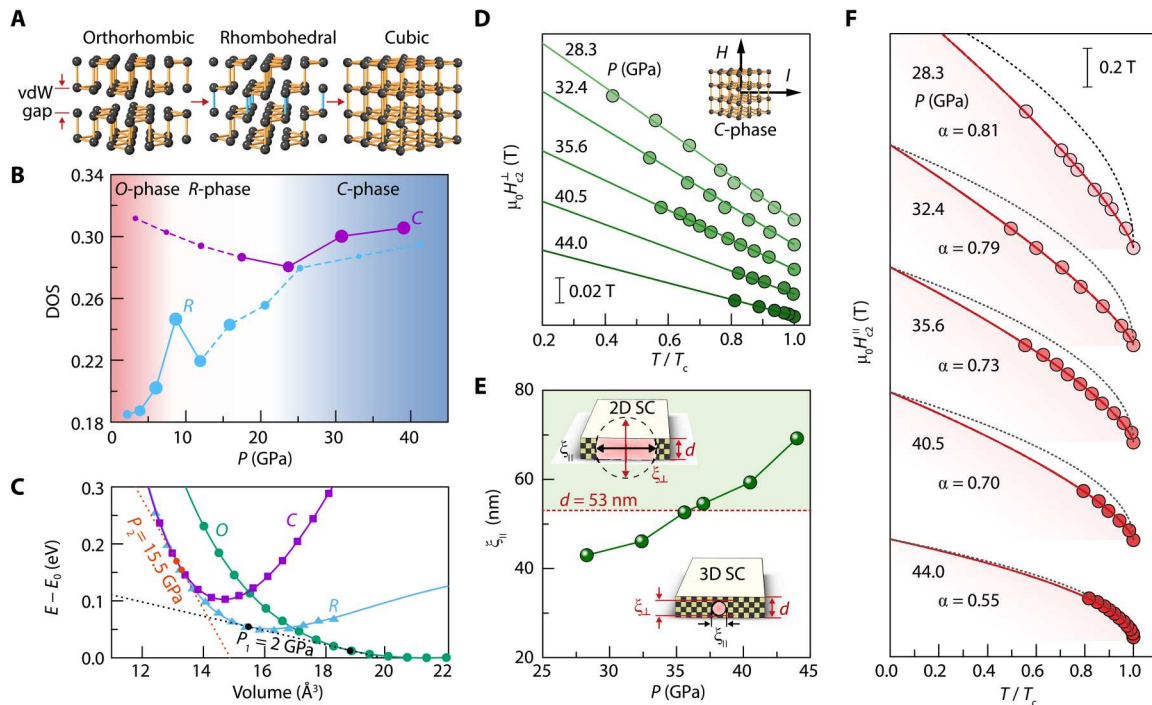 A
Orthorhombic Rhombohedral Cubic
vdW
gap
B
0.34
0.30
0.26
0.22
0.18
DOS
O-phase R-phase C-phase
C
R
0 10 20 30 40
P (GPa)
C
0.3
0.2
0.1
0.0
E – E₀ (eV)
O
C
R
P₂ = 15.5 GPa
P₁ = 2 GPa
12 14 16 18 20 22
Volume (Å³)
D
28.3
P (GPa)
32.4
35.6
40.5
44.0
H
I
C-phase
μ₀H⊥c2 (T)
0.02 T
0.2 0.4 0.6 0.8 1.0
T / Tc
E
80
60
40
20
ξ|| (nm)
2D SC
ξ||
d
ξ⊥
d = 53 nm
3D SC
ξ⊥
d
ξ||
25 30 35 40 45
P (GPa)
F
0.2 T
28.3
P (GPa)
α = 0.81
32.4
α = 0.79
35.6
α = 0.73
40.5
α = 0.70
44.0
α = 0.55
μ₀H||c2 (T)
0.0 0.2 0.4 0.6 0.8 1.0
T / Tc